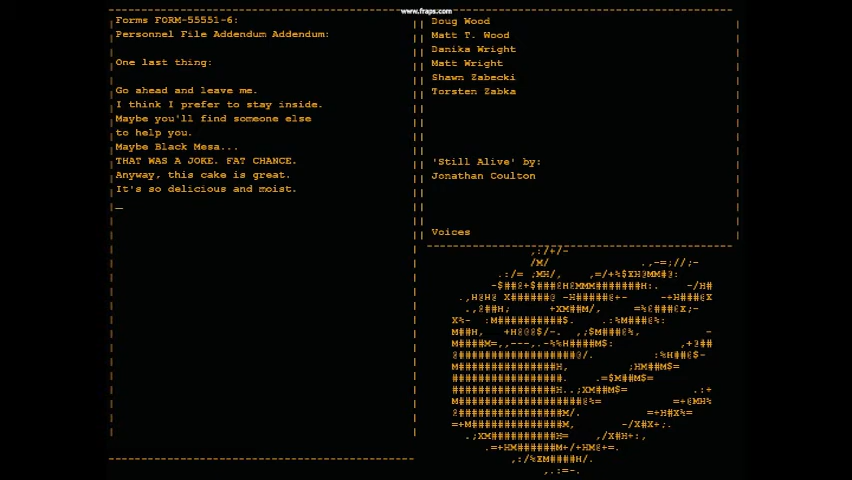 www.fraps.com
Forms FORM-55551-6:
Personnel File Addendum Addendum:
One last thing:
Go ahead and leave me.
I think I prefer to stay inside.
Maybe you'll find someone else
to help you.
Maybe Black Mesa...
THAT WAS A JOKE. FAT CHANCE.
Anyway, this cake is great.
It's so delicious and moist.
Doug Wood
Matt T. Wood
Danika Wright
Matt Wright
Shawn Zabecki
Torsten Zabka
'Still Alive' by:
Jonathan Coulton
Voices